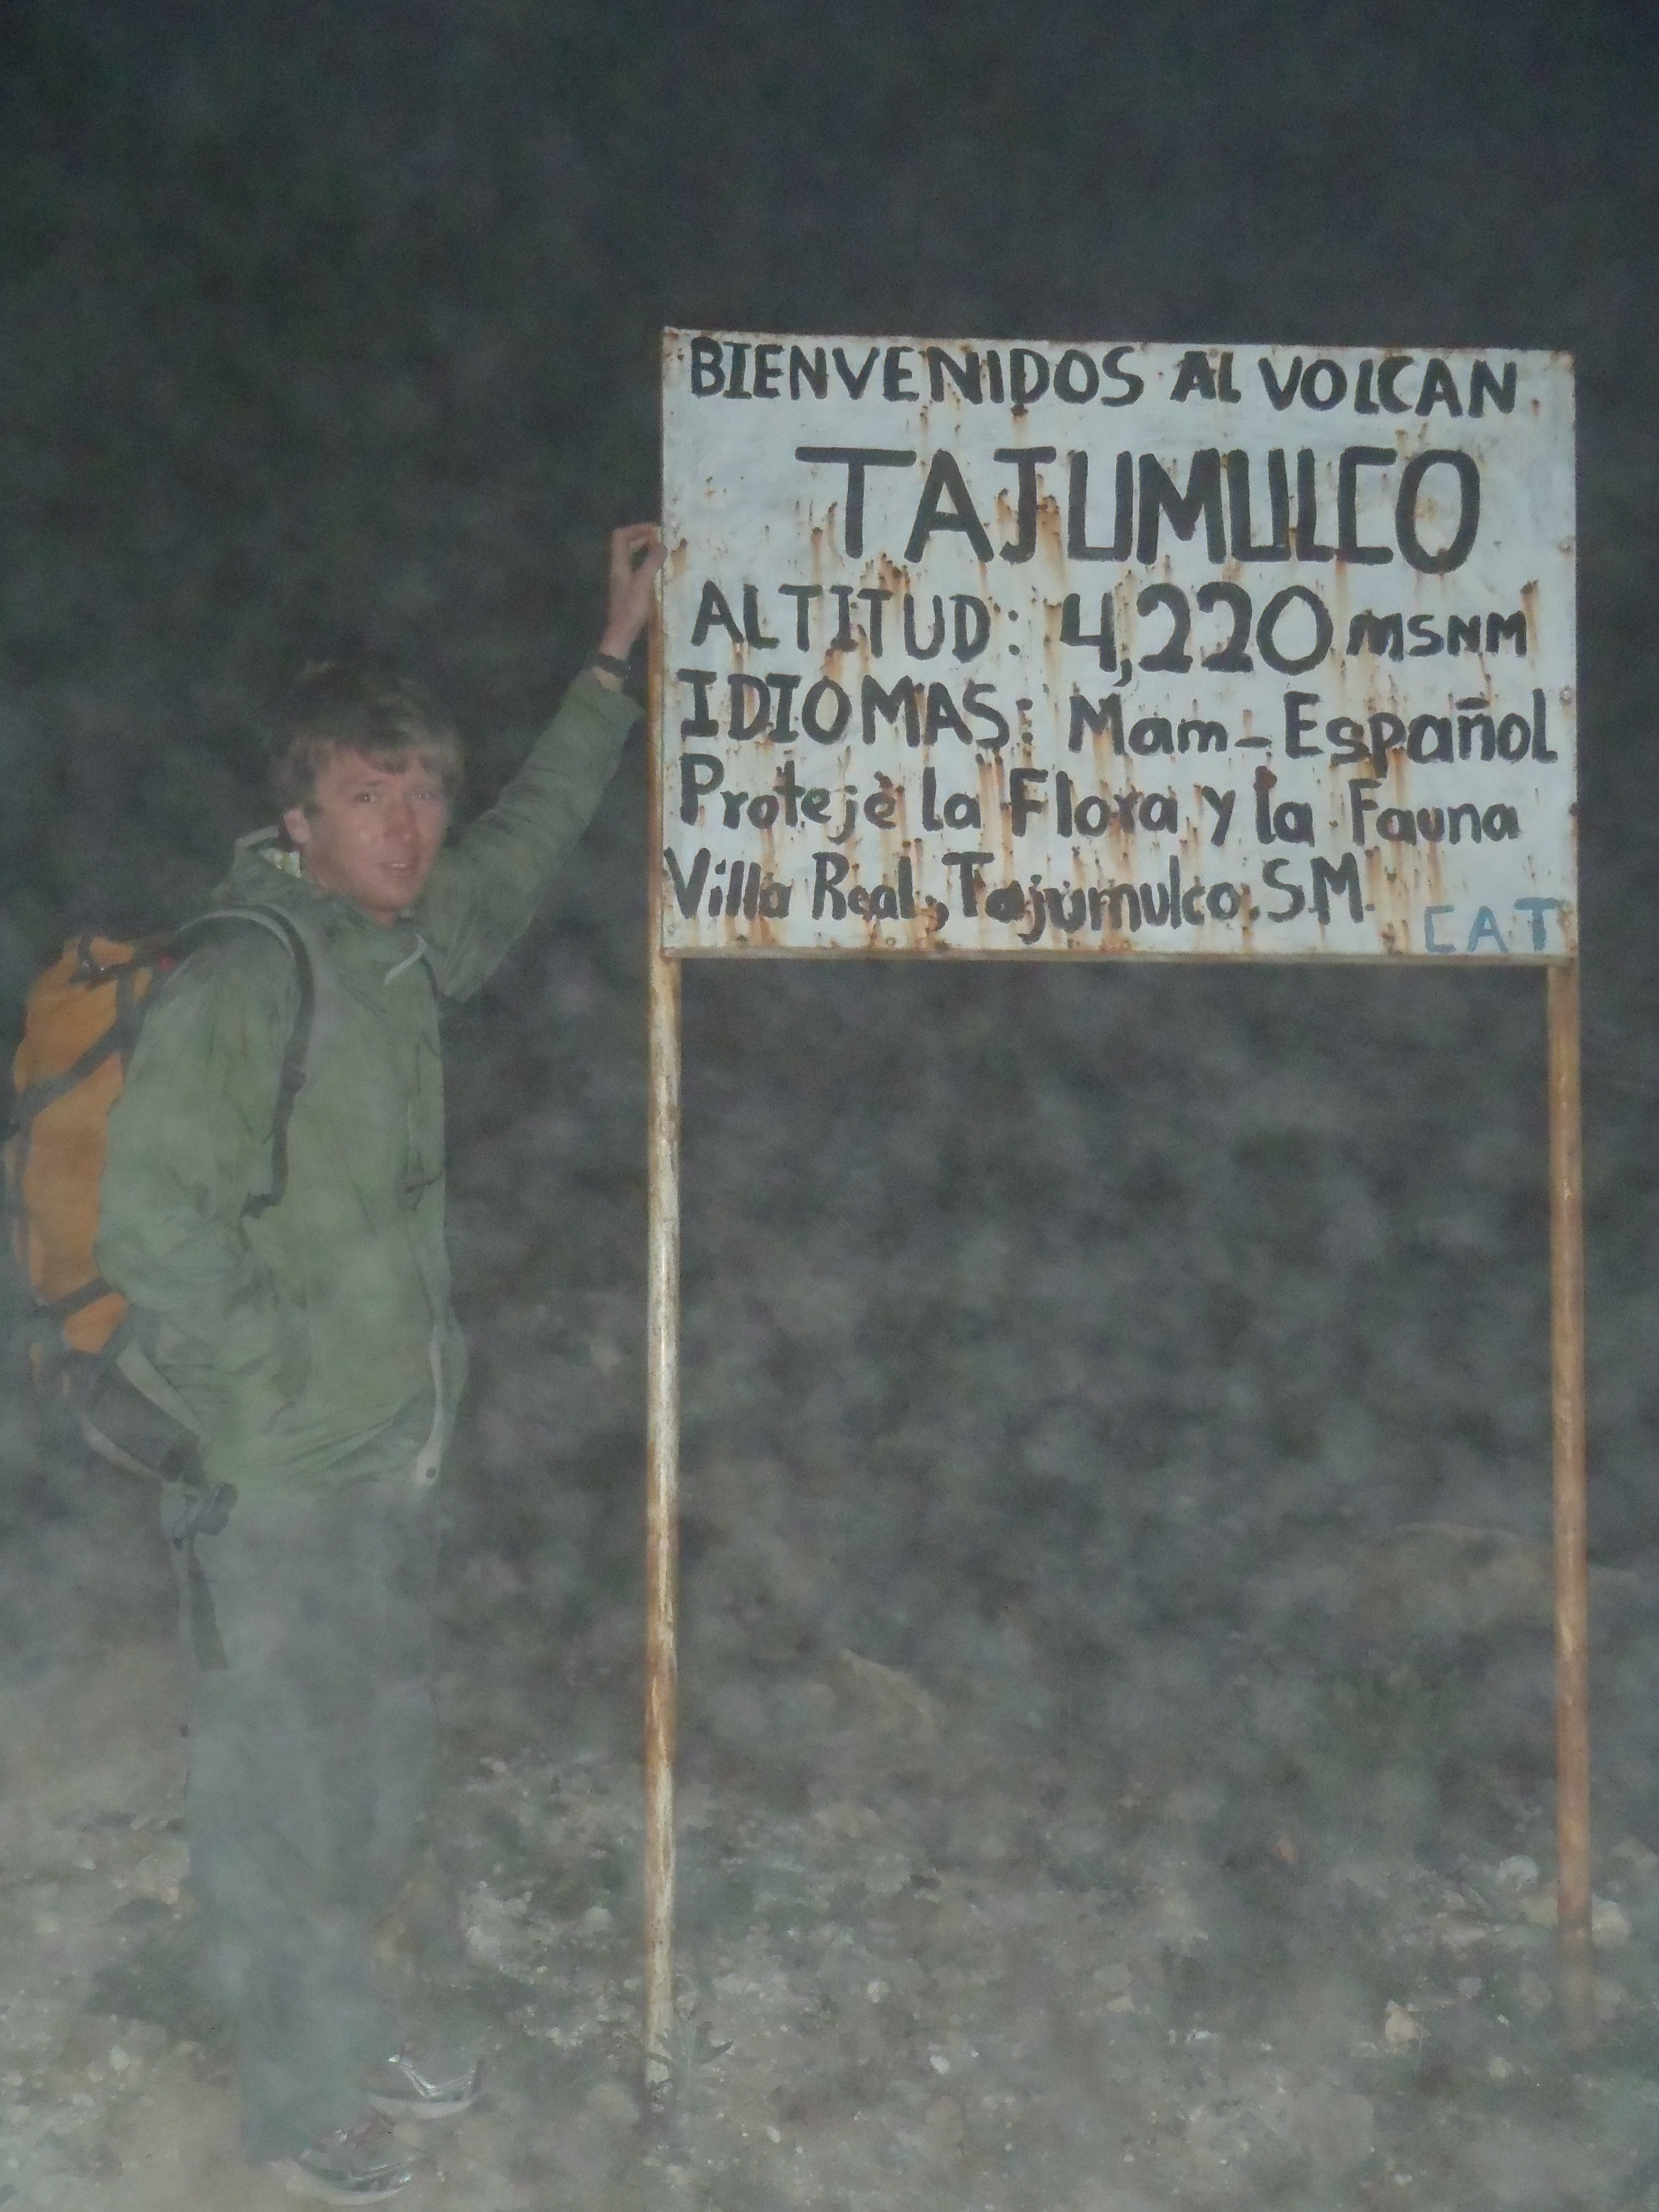 BIENVENIDOS AL VOLCAN
TAJUMULCO
ALTITUD: 4,220 MSNM
IDIOMAS: Mam-Español
Proteje la Flora y la Fauna
Villa Real, Tajumulco. S.M.
CAT